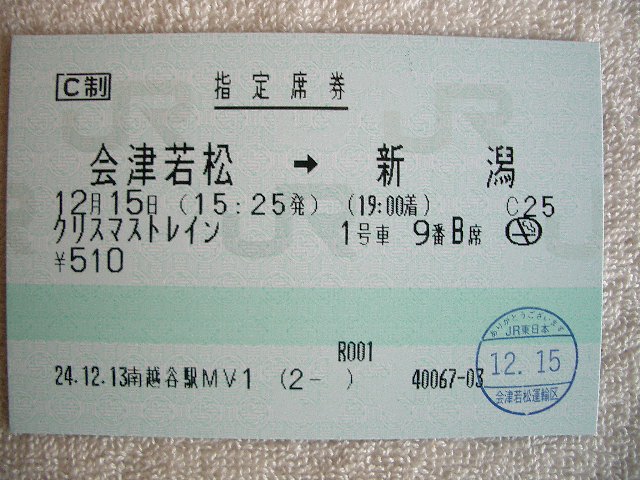 C制
指定席券
会津若松 → 新潟
12月15日 (15:25発) (19:00着) C25
クリスマストレイン 1号車 9番B席
¥510
R001
24.12.13南越谷駅MV1 (2- ) 40067-03
ありがとうございます
JR東日本
12.15
会津若松運輸区